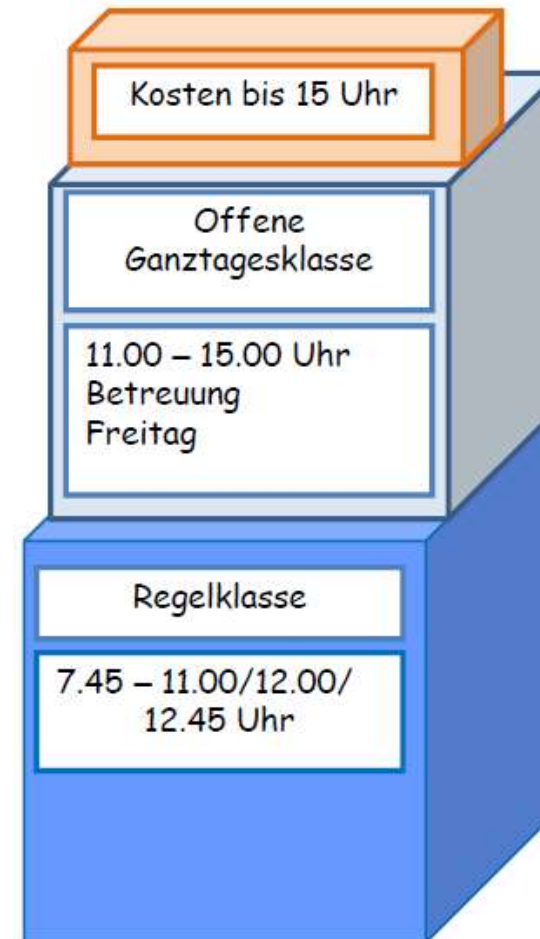 Kosten bis 15 Uhr
Offene
Ganztagesklasse
11.00 – 15.00 Uhr
Betreuung
Freitag
Regelklasse
7.45 – 11.00/12.00/
12.45 Uhr